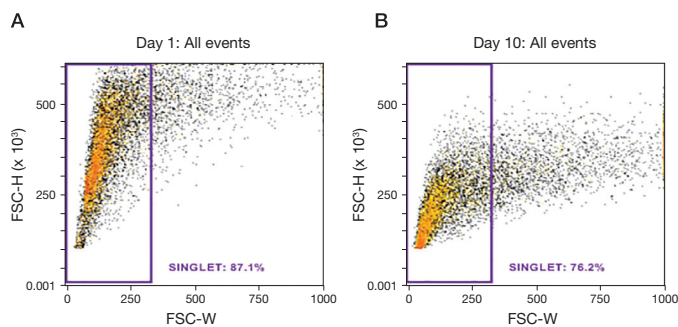 A
Day 1: All events
FSC-H (x 10³)
500
250
0.001
SINGLET: 87.1%
0
250
500
750
1000
FSC-W
B
Day 10: All events
FSC-H (x 10³)
500
250
0.001
SINGLET: 76.2%
0
250
500
750
1000
FSC-W